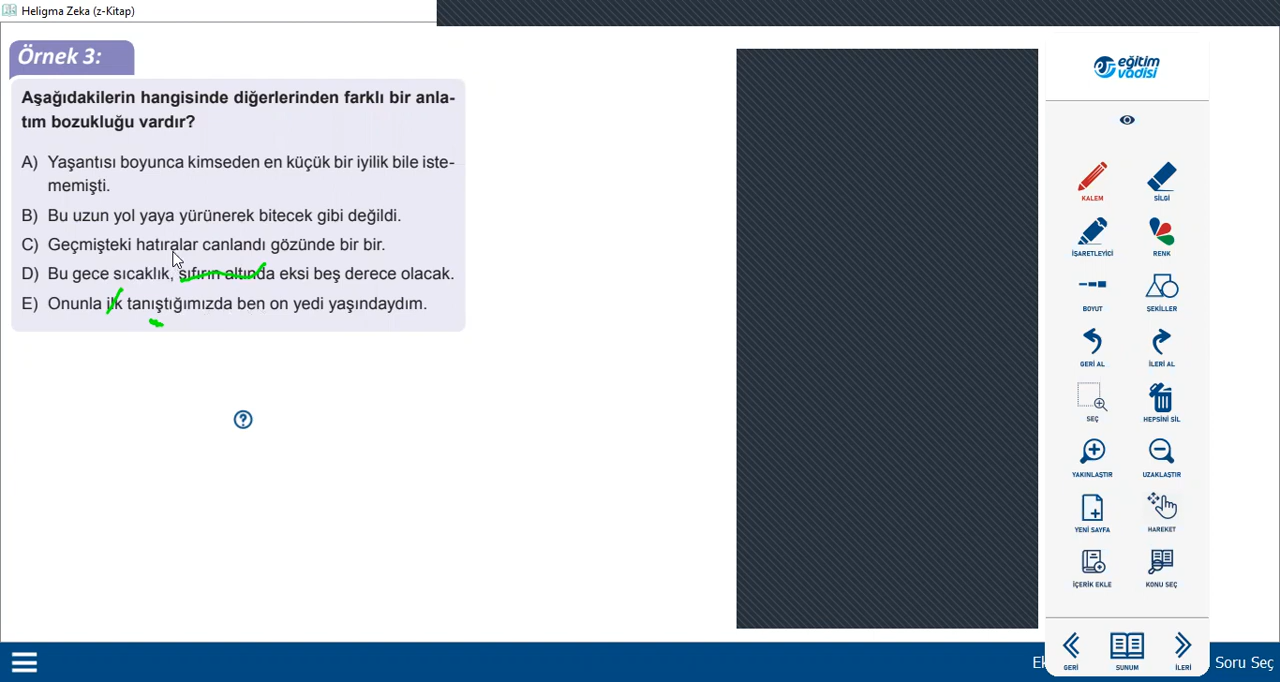 Heligma Zeka (z-Kitap)
Örnek 3:
Aşağıdakilerin hangisinde diğerlerinden farklı bir anla-
tım bozukluğu vardır?
A) Yaşantısı boyunca kimseden en küçük bir iyilik bile iste-
memişti.
B) Bu uzun yol yaya yürünerek bitecek gibi değildi.
C) Geçmişteki hatıralar canlandı gözünde bir bir.
D) Bu gece sıcaklık, sıfırın altında eksi beş derece olacak.
E) Onunla ilk tanıştığımızda ben on yedi yaşındaydım.
eğitim
vadisi
KALEM
SİLGİ
İŞARETLEYİCİ
RENK
BOYUT
ŞEKİLLER
GERİ AL
İLERİ AL
SEÇ
HEPSİNİ SİL
YAKINLAŞTIR
UZAKLAŞTIR
YENİ SAYFA
HAREKET
İÇERİK EKLE
KONU SEÇ
GERİ
SUNUM
İLERİ
Soru Seç